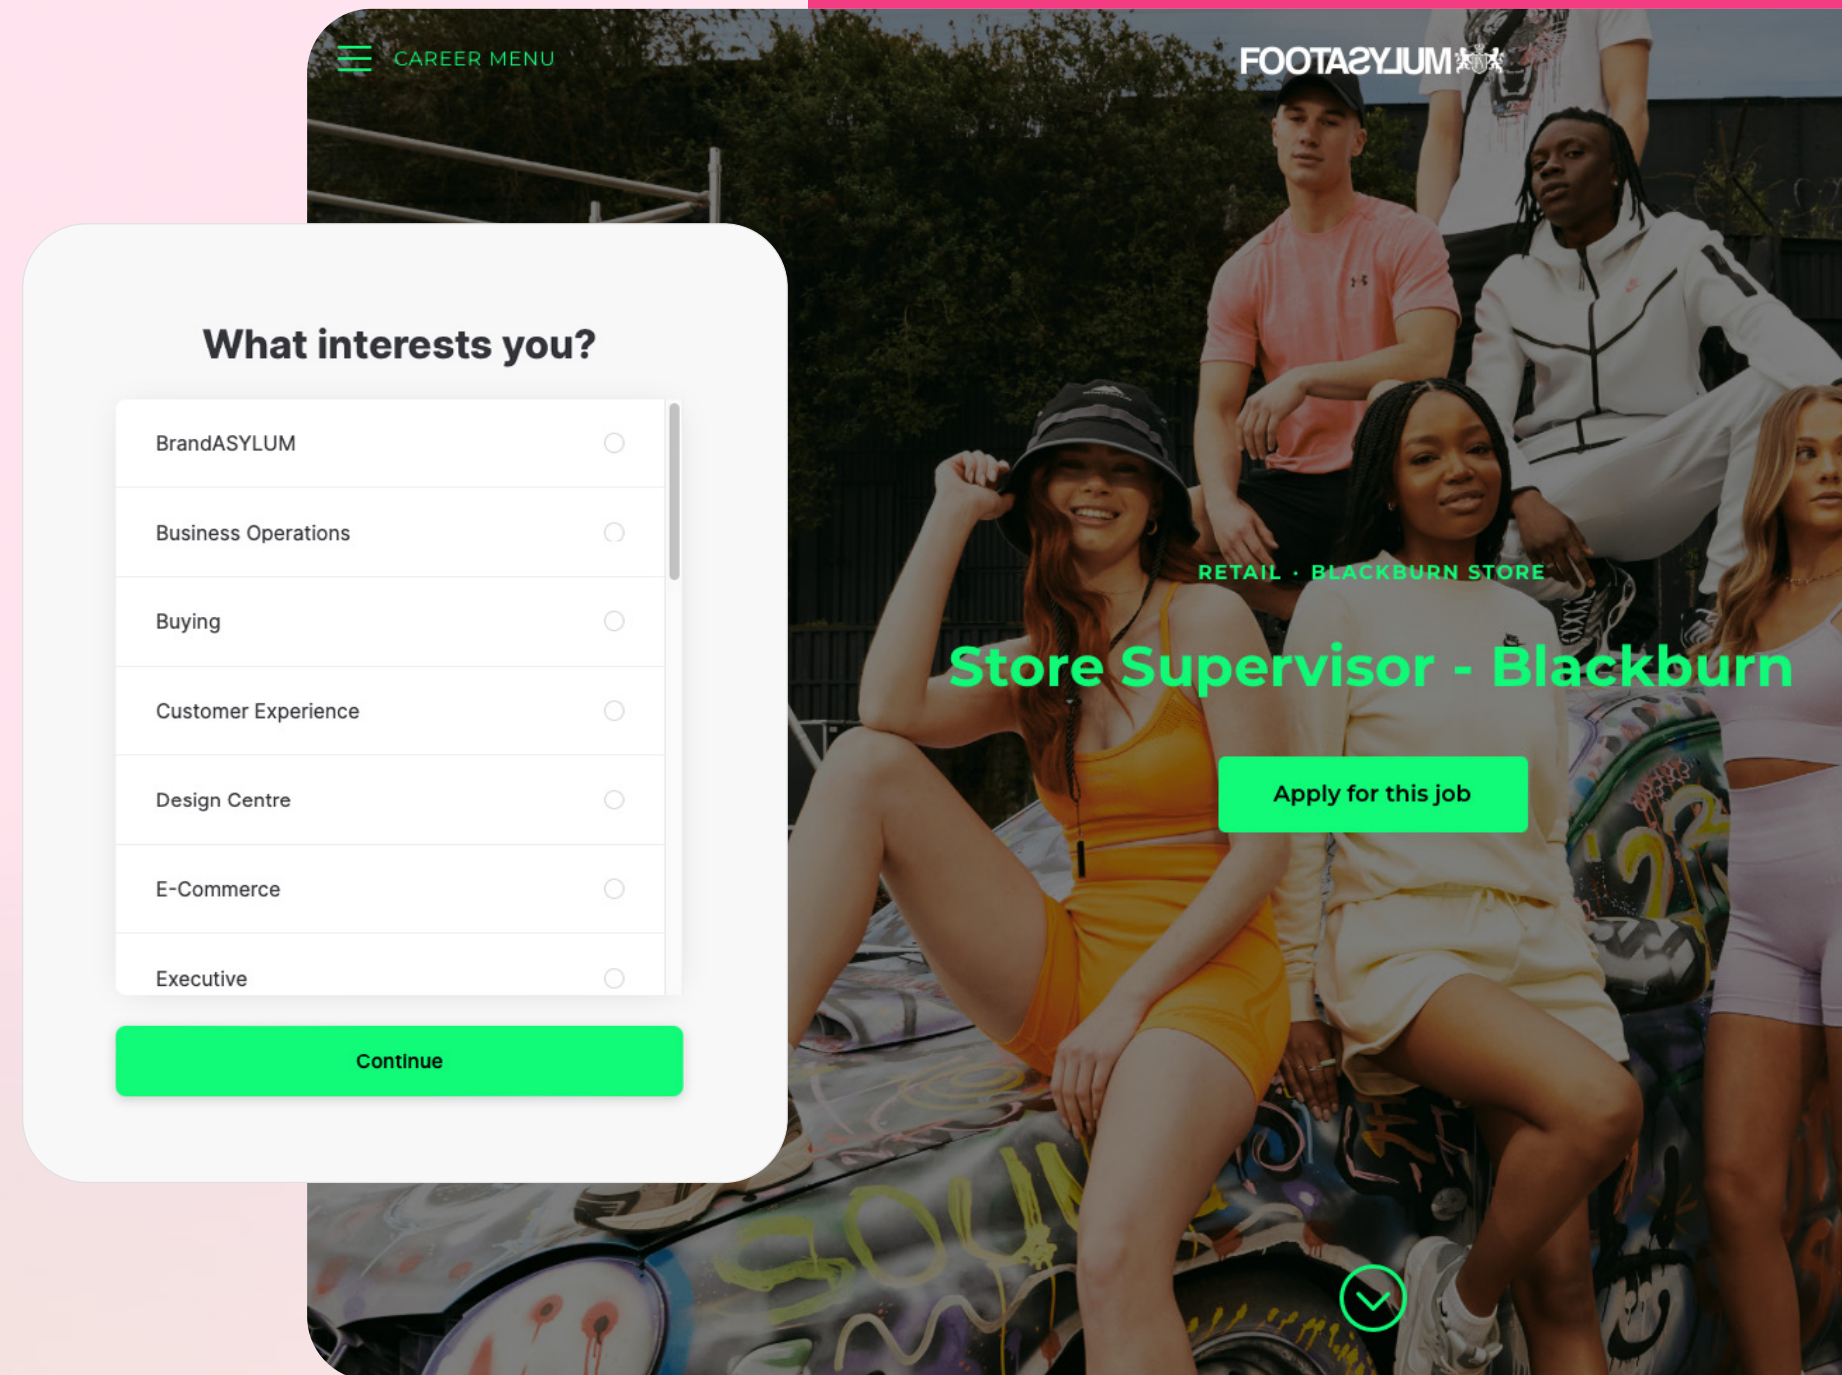 CAREER MENU
FOOTASYLUM
What interests you?
BrandASYLUM
Business Operations
Buying
Customer Experience
Design Centre
E-Commerce
Executive
Continue
RETAIL · BLACKBURN STORE
Store Supervisor - Blackburn
Apply for this job
SOUL